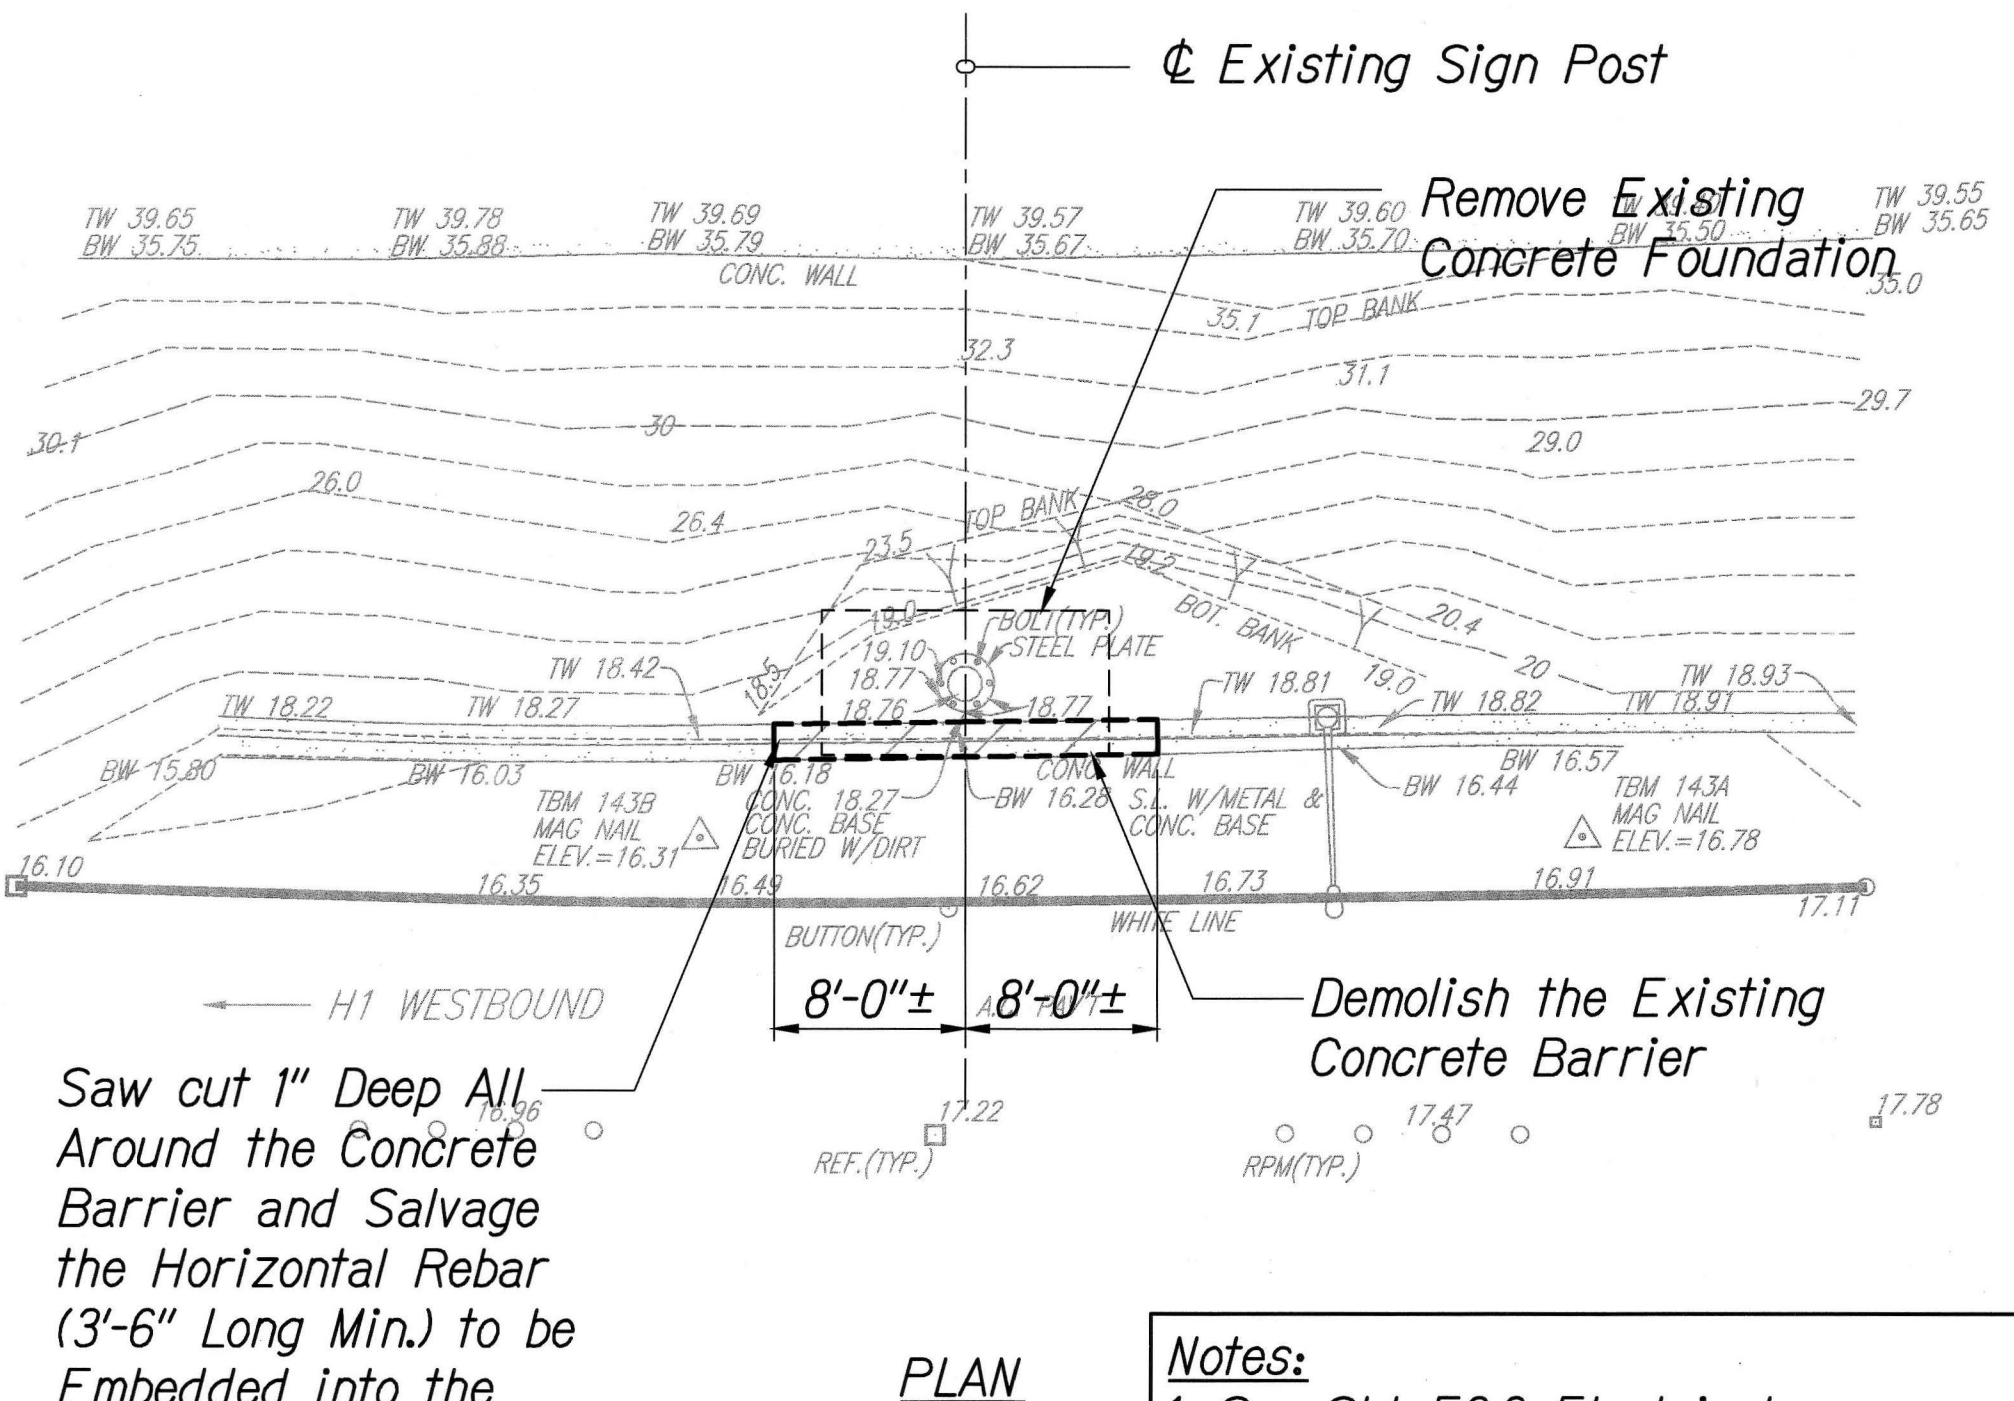 ℄ Existing Sign Post
Remove Existing
Concrete Foundation
TW 39.65
BW 35.75
TW 39.78
BW 35.88
TW 39.69
BW 35.79
TW 39.57
BW 35.67
TW 39.60
BW 35.70
BW 35.50
TW 39.55
BW 35.65
CONC. WALL
35.0
35.1
TOP BANK
32.3
31.1
29.7
30.1
30
29.0
26.0
26.4
TOP BANK
28.0
23.5
19.2
19.0
BOLT(TYP.)
STEEL PLATE
BOT. BANK
20.4
19.10
18.77
18.76
18.77
18.5
19.0
20
TW 18.42
TW 18.22
TW 18.27
TW 18.81
TW 18.82
TW 18.93
TW 18.91
BW 15.80
BW 16.03
BW 16.18
CONC. WALL
BW 16.57
BW 16.44
TBM 143B
MAG NAIL
ELEV.=16.31
CONC. 18.27
CONC. BASE
BURIED W/DIRT
BW 16.28
S.L. W/METAL &
CONC. BASE
TBM 143A
MAG NAIL
ELEV.=16.78
16.10
16.35
16.49
16.62
16.73
16.91
17.11
BUTTON(TYP.)
WHITE LINE
H1 WESTBOUND
8'-0"±
8'-0"±
A.C. PAV'T
Demolish the Existing
Concrete Barrier
Saw cut 1" Deep All
Around the Concrete
Barrier and Salvage
the Horizontal Rebar
(3'-6" Long Min.) to be
Embedded into the
16.96
17.22
17.47
17.78
REF.(TYP.)
RPM(TYP.)
PLAN
Notes: